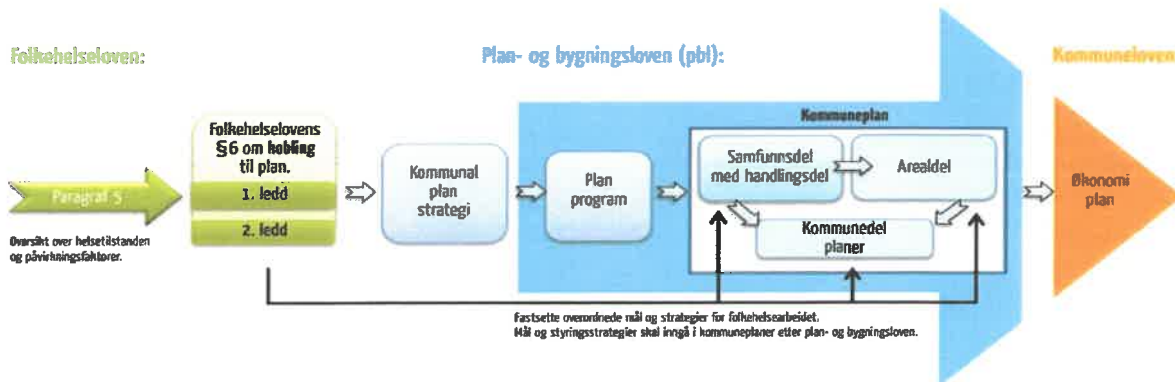 Folkehelseloven:
Plan- og bygningsloven (pbl):
Kommuneloven
Paragraf 5
Oversikt over helsetilstanden
og påvirkningsfaktorer.
Folkehelselovens
§6 om kobling
til plan.
1. ledd
2. ledd
Kommunal
plan
strategi
Plan
program
Kommuneplan
Samfunnsdel
med handlingsdel
Arealdel
Kommunedel
planer
Økonomi
plan
Fastsette overordnede mål og strategier for folkehelsearbeidet.
Mål og styringsstrategier skal inngå i kommuneplaner etter plan- og bygningsloven.